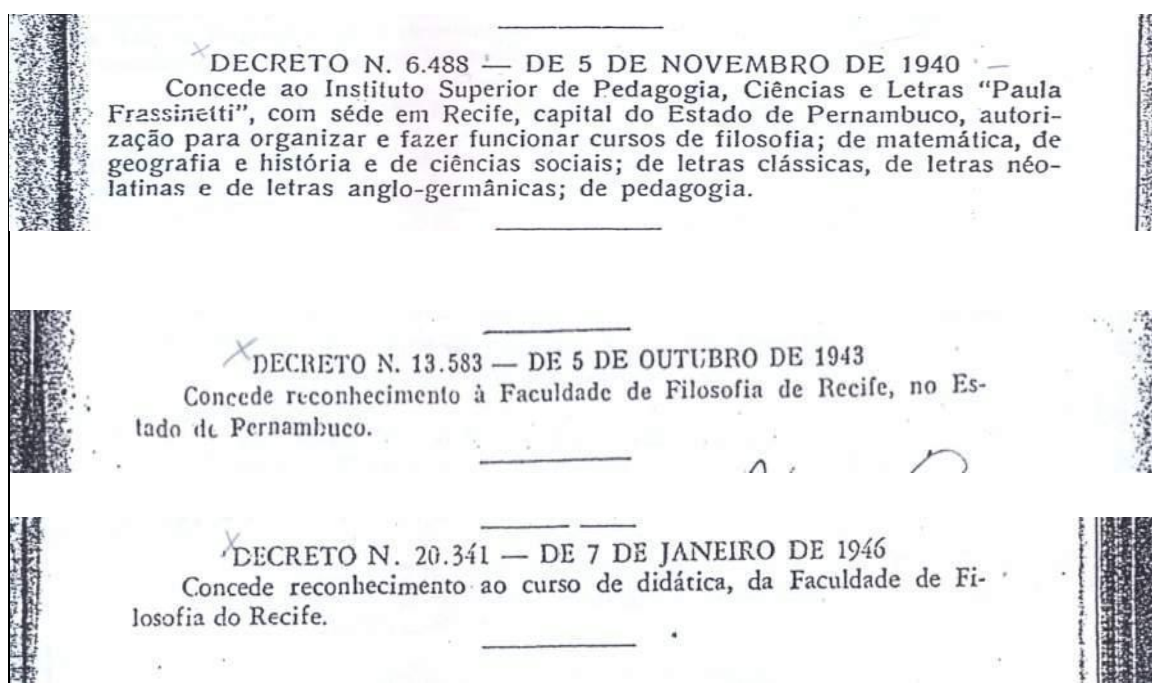 DECRETO N. 6.488 — DE 5 DE NOVEMBRO DE 1940
Concede ao Instituto Superior de Pedagogia, Ciências e Letras “Paula
Frassinetti”, com séde em Recife, capital do Estado de Pernambuco, autori-
zação para organizar e fazer funcionar cursos de filosofia; de matemática, de
geografia e história e de ciências sociais; de letras clássicas, de letras néo-
latinas e de letras anglo-germânicas; de pedagogia.
DECRETO N. 13.583 — DE 5 DE OUTUBRO DE 1943
Concede reconhecimento à Faculdade de Filosofia de Recife, no Es-
tado de Pernambuco.
DECRETO N. 20.341 — DE 7 DE JANEIRO DE 1946
Concede reconhecimento ao curso de didática, da Faculdade de Fi-
losofia do Recife.